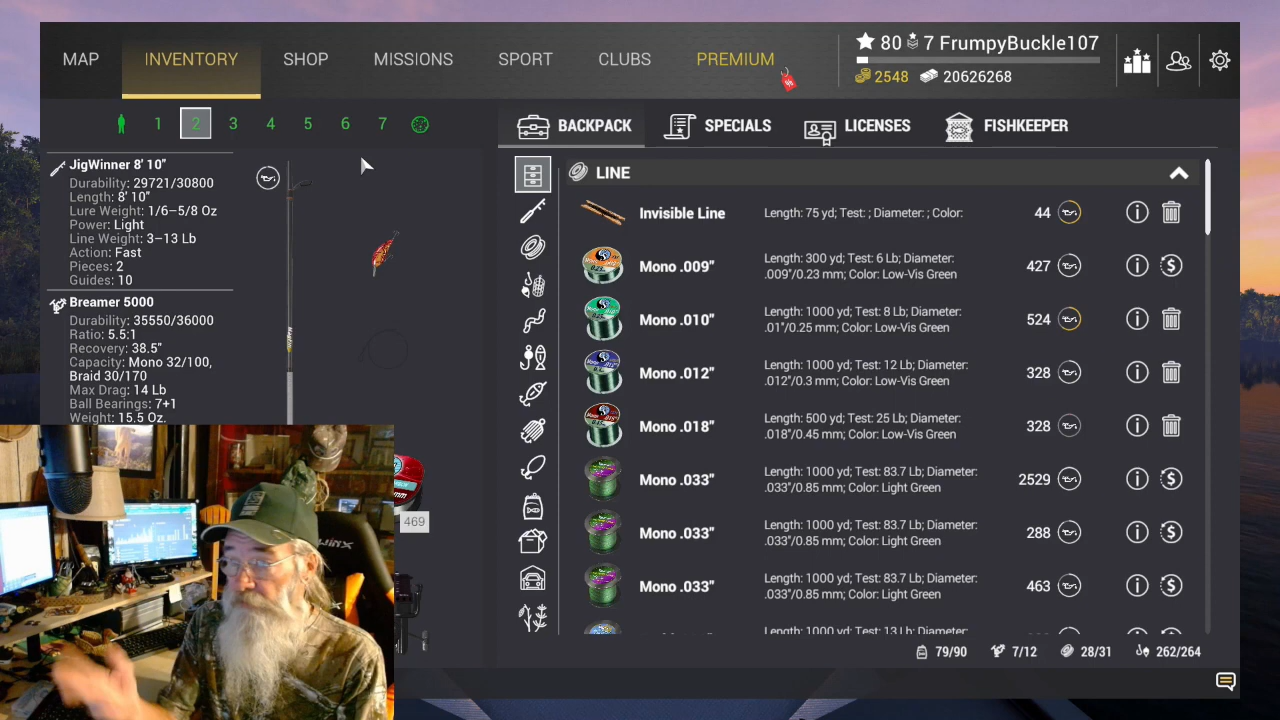 MAP INVENTORY SHOP MISSIONS SPORT CLUBS PREMIUM
80 7 FrumpyBuckle107
2548 20626268
1 2 3 4 5 6 7
BACKPACK SPECIALS LICENSES FISHKEEPER
JigWinner 8' 10"
Durability: 29721/30800
Length: 8' 10"
Lure Weight: 1/6–5/8 Oz
Power: Light
Line Weight: 3–13 Lb
Action: Fast
Pieces: 2
Guides: 10
Breamer 5000
Durability: 35550/36000
Ratio: 5.5:1
Recovery: 38.5"
Capacity: Mono 32/100,
Braid 30/170
Max Drag: 14 Lb
Ball Bearings: 7+1
Weight: 15.5 Oz.
469
LINE
Invisible Line Length: 75 yd; Test: ; Diameter: ; Color: 44
Mono .009" Length: 300 yd; Test: 6 Lb; Diameter: 427
.009"/0.23 mm; Color: Low-Vis Green
Mono .010" Length: 1000 yd; Test: 8 Lb; Diameter: 524
.01"/0.25 mm; Color: Low-Vis Green
Mono .012" Length: 1000 yd; Test: 12 Lb; Diameter: 328
.012"/0.3 mm; Color: Low-Vis Green
Mono .018" Length: 500 yd; Test: 25 Lb; Diameter: 328
.018"/0.45 mm; Color: Low-Vis Green
Mono .033" Length: 1000 yd; Test: 83.7 Lb; Diameter: 2529
.033"/0.85 mm; Color: Light Green
Mono .033" Length: 1000 yd; Test: 83.7 Lb; Diameter: 288
.033"/0.85 mm; Color: Light Green
Mono .033" Length: 1000 yd; Test: 83.7 Lb; Diameter: 463
.033"/0.85 mm; Color: Light Green
Length: 1000 yd; Test: 13 Lb; Diameter:
79/90 7/12 28/31 262/264